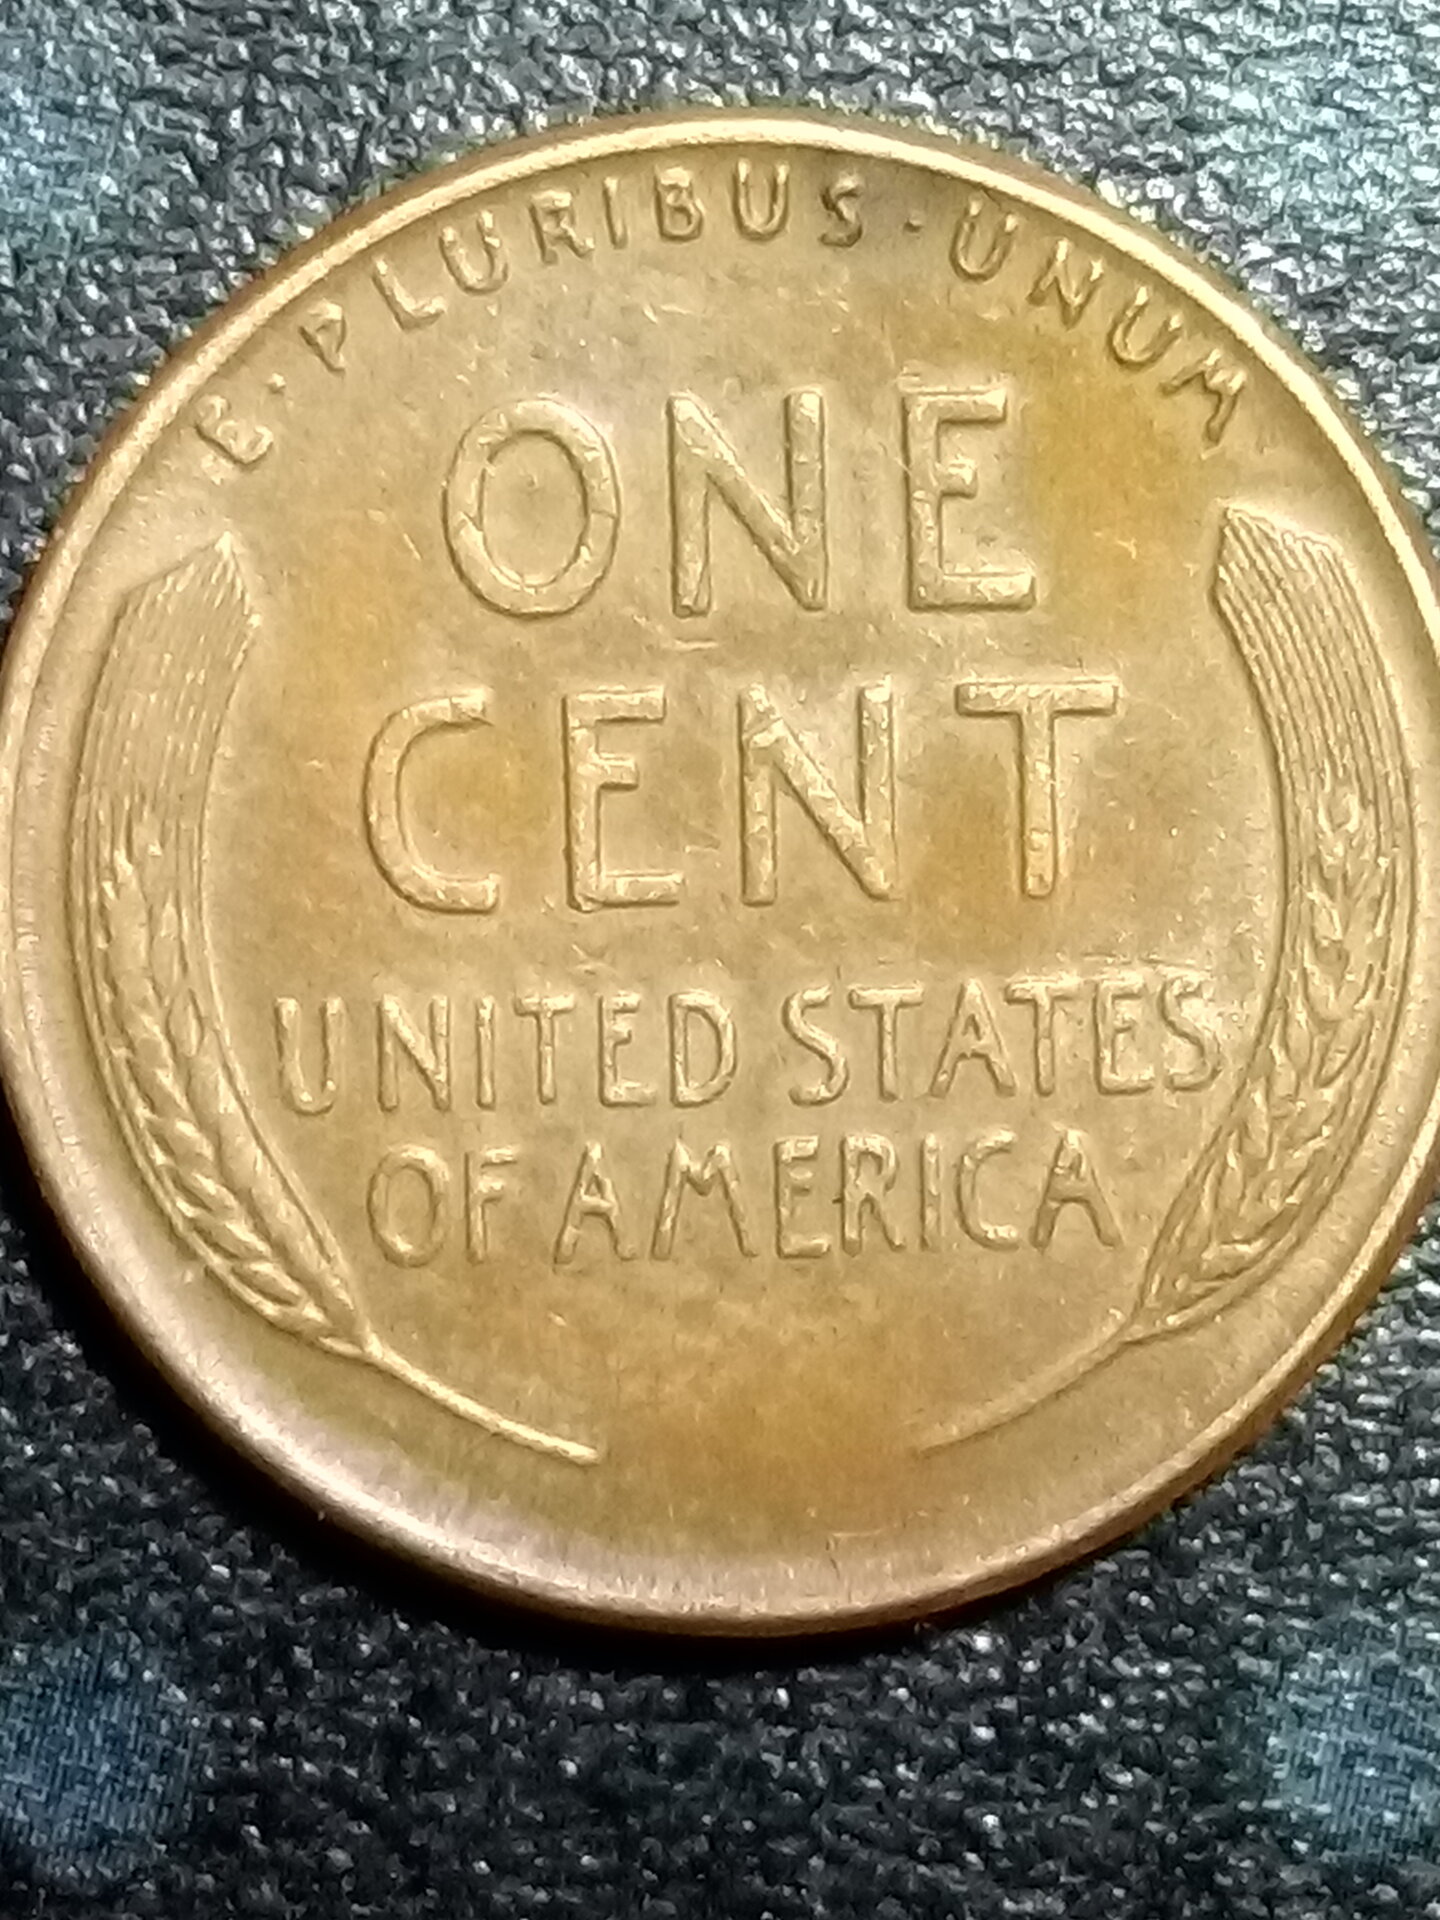 E·PLURIBUS·UNUM
ONE
CENT
UNITED STATES
OF AMERICA